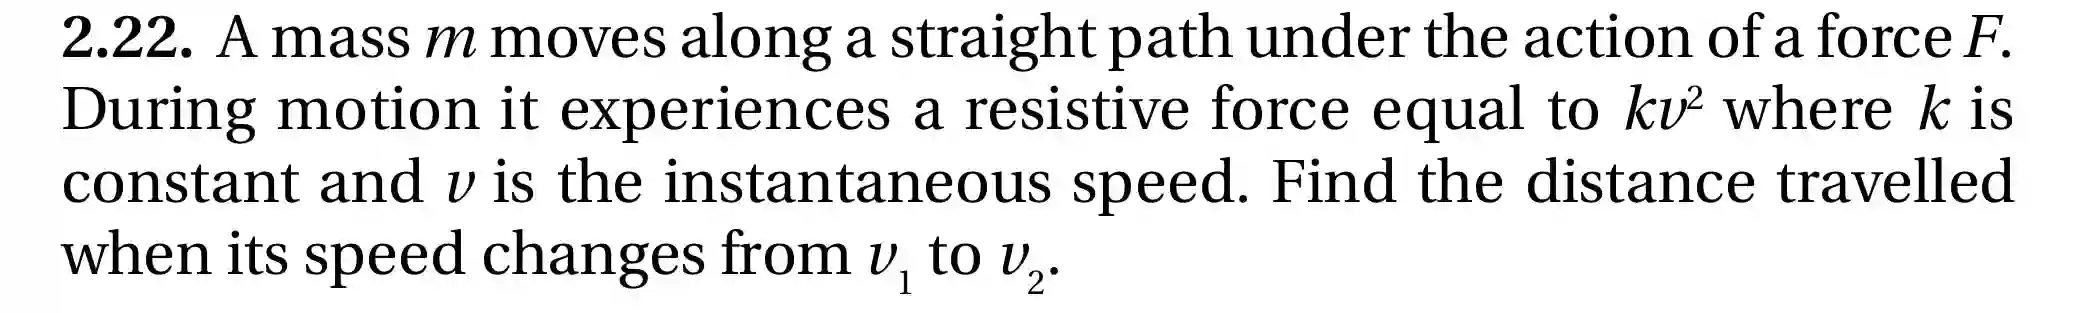 2.22. A mass m moves along a straight path under the action of a force F.
During motion it experiences a resistive force equal to kv² where k is
constant and v is the instantaneous speed. Find the distance travelled
when its speed changes from v₁ to v₂.